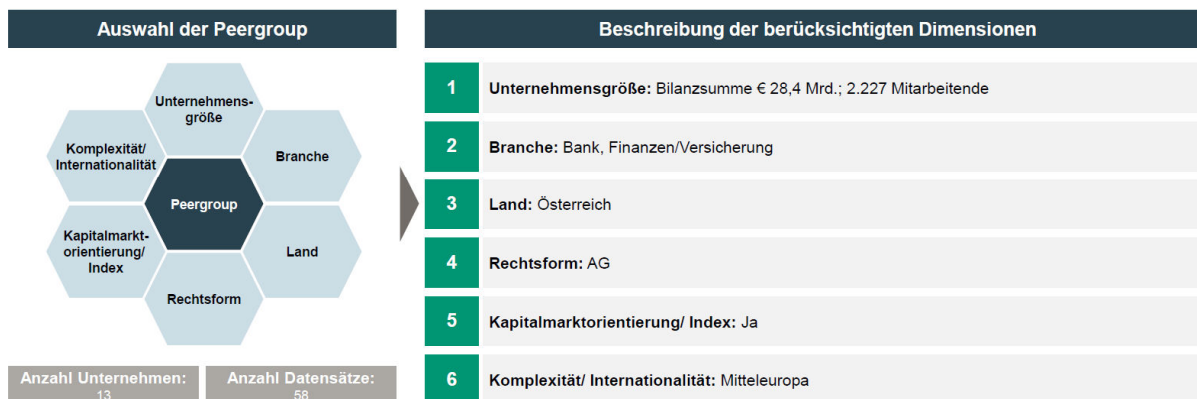 Auswahl der Peergroup
Unternehmens-
größe
Komplexität/
Internationalität
Branche
Peergroup
Kapitalmarkt-
orientierung/
Index
Land
Rechtsform
Anzahl Unternehmen:
13
Anzahl Datensätze:
58
Beschreibung der berücksichtigten Dimensionen
1 Unternehmensgröße: Bilanzsumme € 28,4 Mrd.; 2.227 Mitarbeitende
2 Branche: Bank, Finanzen/Versicherung
3 Land: Österreich
4 Rechtsform: AG
5 Kapitalmarktorientierung/ Index: Ja
6 Komplexität/ Internationalität: Mitteleuropa